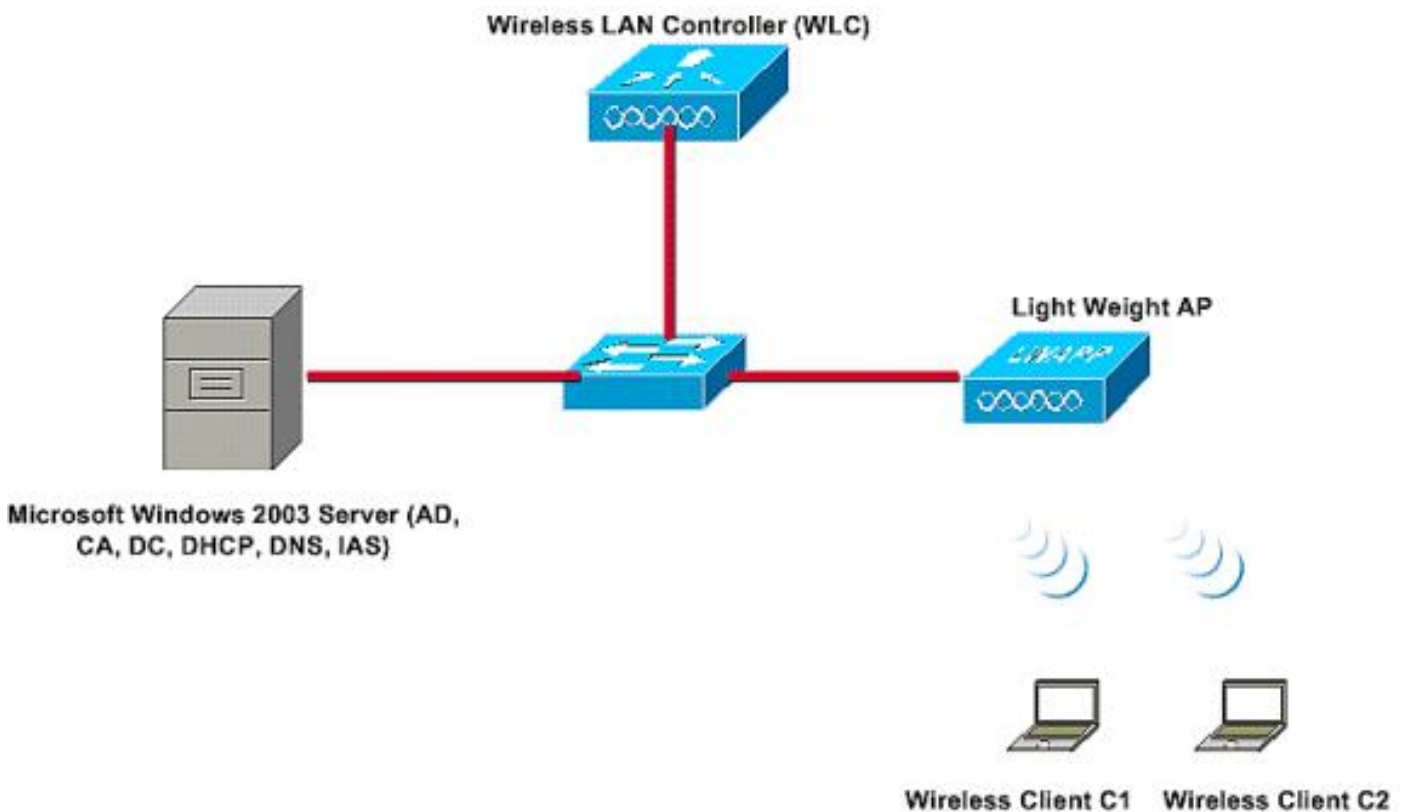 Wireless LAN Controller (WLC)
Light Weight AP
LWAPP
Microsoft Windows 2003 Server (AD,
CA, DC, DHCP, DNS, IAS)
Wireless Client C1
Wireless Client C2